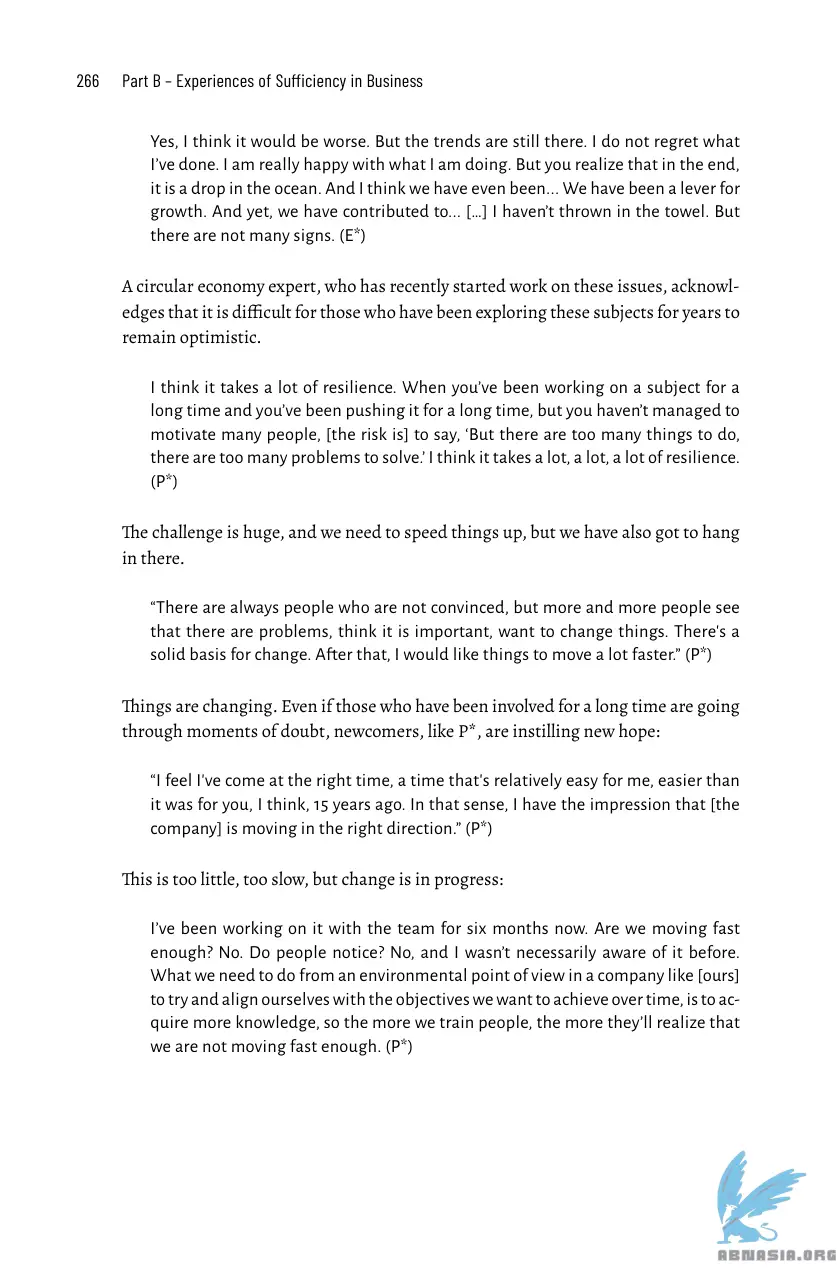 266 Part B – Experiences of Sufficiency in Business
Yes, I think it would be worse. But the trends are still there. I do not regret what
I’ve done. I am really happy with what I am doing. But you realize that in the end,
it is a drop in the ocean. And I think we have even been... We have been a lever for
growth. And yet, we have contributed to... […] I haven’t thrown in the towel. But
there are not many signs. (E*)
A circular economy expert, who has recently started work on these issues, acknowl-
edges that it is difficult for those who have been exploring these subjects for years to
remain optimistic.
I think it takes a lot of resilience. When you’ve been working on a subject for a
long time and you’ve been pushing it for a long time, but you haven’t managed to
motivate many people, [the risk is] to say, ‘But there are too many things to do,
there are too many problems to solve.’ I think it takes a lot, a lot, a lot of resilience.
(P*)
The challenge is huge, and we need to speed things up, but we have also got to hang
in there.
“There are always people who are not convinced, but more and more people see
that there are problems, think it is important, want to change things. There's a
solid basis for change. After that, I would like things to move a lot faster.” (P*)
Things are changing. Even if those who have been involved for a long time are going
through moments of doubt, newcomers, like P*, are instilling new hope:
“I feel I've come at the right time, a time that's relatively easy for me, easier than
it was for you, I think, 15 years ago. In that sense, I have the impression that [the
company] is moving in the right direction.” (P*)
This is too little, too slow, but change is in progress:
I’ve been working on it with the team for six months now. Are we moving fast
enough? No. Do people notice? No, and I wasn’t necessarily aware of it before.
What we need to do from an environmental point of view in a company like [ours]
to try and align ourselves with the objectives we want to achieve over time, is to ac-
quire more knowledge, so the more we train people, the more they’ll realize that
we are not moving fast enough. (P*)
ABNASIA.ORG